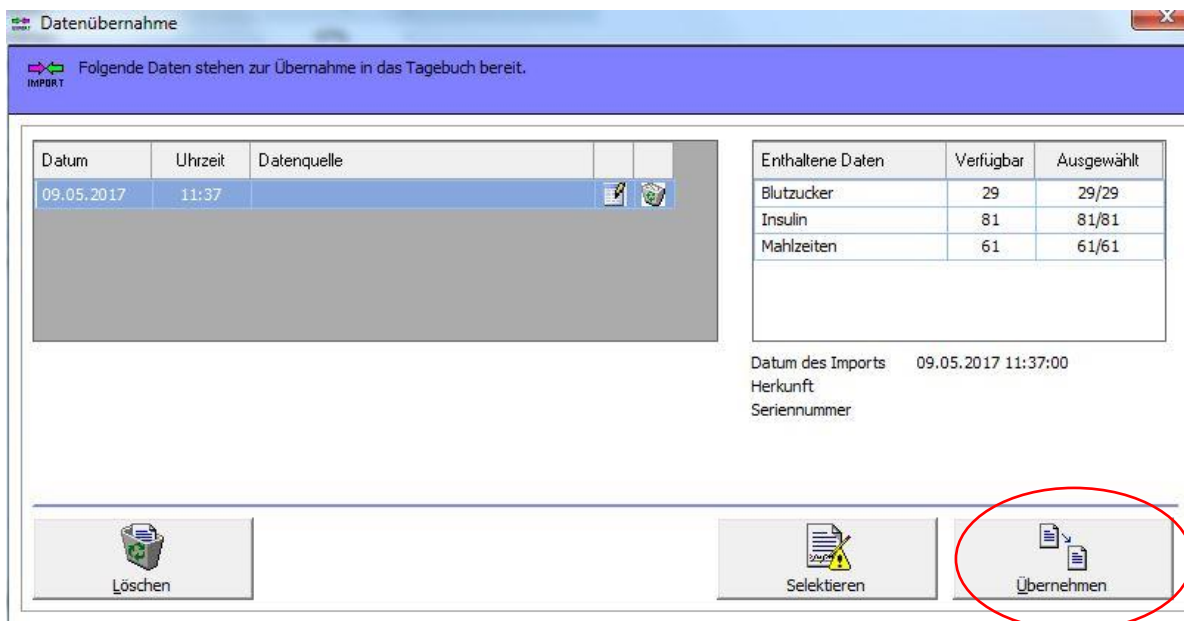 Datenübernahme
Folgende Daten stehen zur Übernahme in das Tagebuch bereit.
IMPORT
Datum Uhrzeit Datenquelle
09.05.2017 11:37
Enthaltene Daten Verfügbar Ausgewählt
Blutzucker 29 29/29
Insulin 81 81/81
Mahlzeiten 61 61/61
Datum des Imports 09.05.2017 11:37:00
Herkunft
Seriennummer
Löschen
Selektieren
Übernehmen